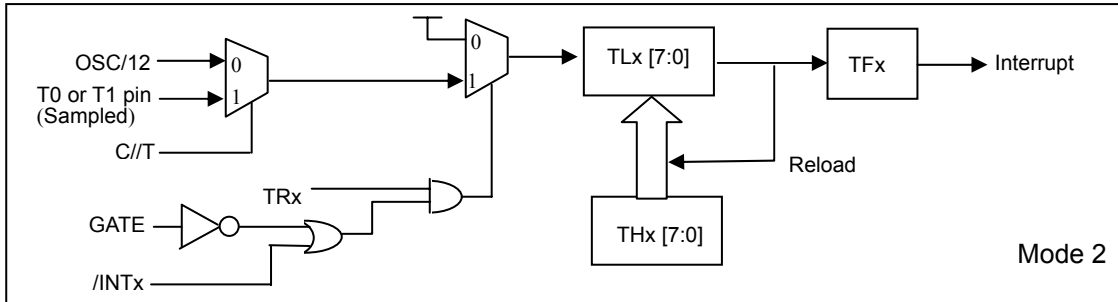 OSC/12
T0 or T1 pin
(Sampled)
C//T
0
1
0
1
TLx [7:0]
TFx
Interrupt
Reload
TRx
GATE
/INTx
THx [7:0]
Mode 2